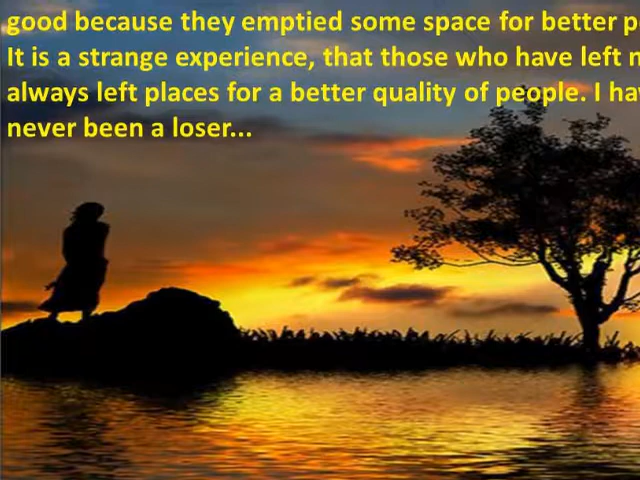 good because they emptied some space for better p
It is a strange experience, that those who have left m
always left places for a better quality of people. I hav
never been a loser...